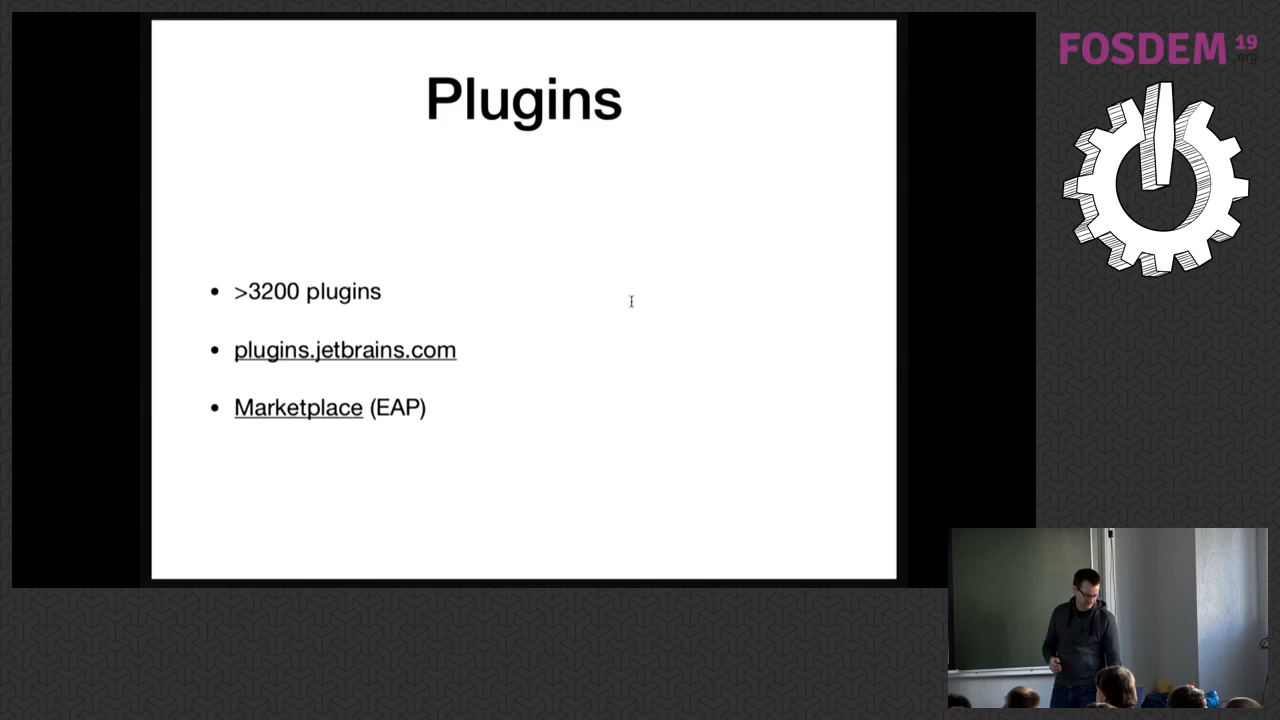 Plugins
>3200 plugins
plugins.jetbrains.com
Marketplace (EAP)
FOSDEM 19
.org